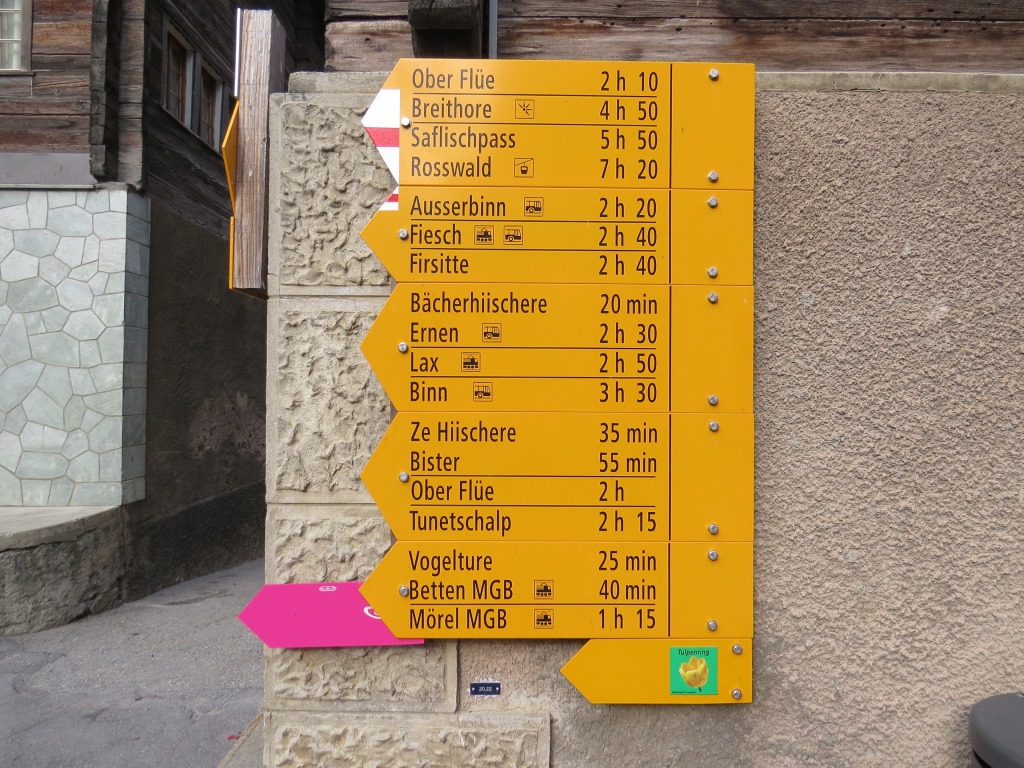 Ober Flüe 2 h 10
Breithore 4 h 50
Saflischpass 5 h 50
Rosswald 7 h 20
Ausserbinn 2 h 20
Fiesch 2 h 40
Firsitte 2 h 40
Bächerhiischere 20 min
Ernen 2 h 30
Lax 2 h 50
Binn 3 h 30
Ze Hiischere 35 min
Bister 55 min
Ober Flüe 2 h
Tunetschalp 2 h 15
Vogelture 25 min
Betten MGB 40 min
Mörel MGB 1 h 15
Tulpenring
20.22